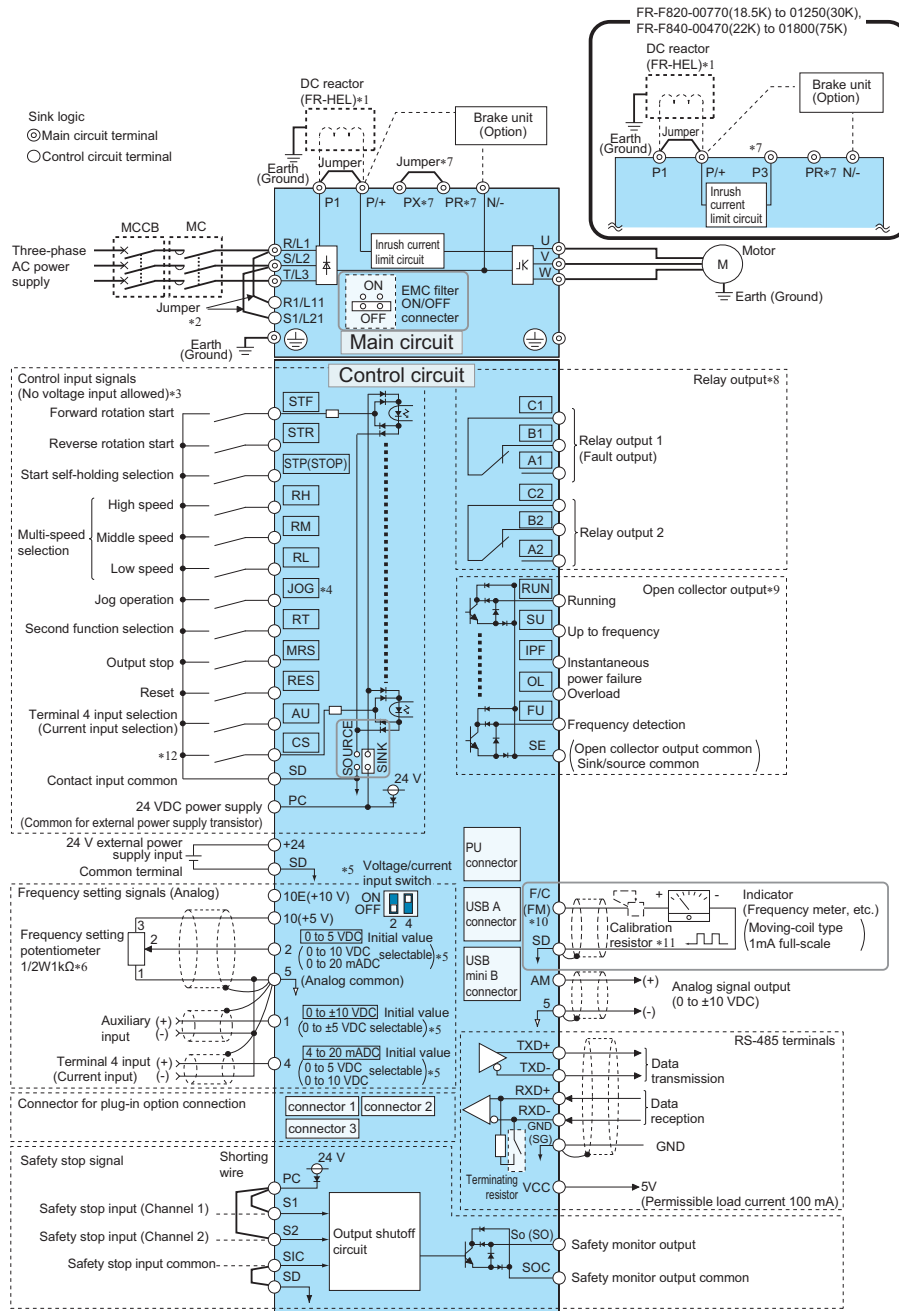 FR-F820-00770(18.5K) to 01250(30K),
FR-F840-00470(22K) to 01800(75K)
DC reactor
(FR-HEL)*1
Brake unit
(Option)
Earth
(Ground)
Jumper
*7
P1
P/+
P3
PR*7
N/-
Inrush
current
limit circuit
Sink logic
Main circuit terminal
Control circuit terminal
DC reactor
(FR-HEL)*1
Brake unit
(Option)
Earth
(Ground)
Jumper
Jumper*7
P1
P/+
PX*7
PR*7
N/-
MCCB
MC
Three-phase
AC power
supply
R/L1
S/L2
T/L3
R1/L11
S1/L21
Jumper
*2
Earth
(Ground)
Inrush current
limit circuit
ON
OFF
EMC filter
ON/OFF
connecter
U
V
W
Motor
M
Earth (Ground)
Main circuit
Control circuit
Control input signals
(No voltage input allowed)*3
Forward rotation start
STF
Reverse rotation start
STR
Start self-holding selection
STP(STOP)
Multi-speed
selection
High speed
RH
Middle speed
RM
Low speed
RL
Jog operation
JOG *4
Second function selection
RT
Output stop
MRS
Reset
RES
Terminal 4 input selection
(Current input selection)
AU
*12
CS
Contact input common
SD
SOURCE
SINK
24 V
24 VDC power supply
(Common for external power supply transistor)
PC
Relay output*8
C1
B1
A1
Relay output 1
(Fault output)
C2
B2
A2
Relay output 2
Open collector output*9
RUN
Running
SU
Up to frequency
IPF
Instantaneous
power failure
OL
Overload
FU
Frequency detection
SE
(Open collector output common
Sink/source common)
24 V external power
supply input
Common terminal
+24
SD
Frequency setting signals (Analog)
*5 Voltage/current
input switch
ON
OFF
2 4
10E(+10 V)
10(+5 V)
Frequency setting
potentiometer
1/2W1kΩ*6
3
2
1
2
0 to 5 VDC Initial value
(0 to 10 VDC
0 to 20 mADC selectable)*5
5
(Analog common)
Auxiliary (+)
input (-)
1
0 to ±10 VDC Initial value
(0 to ±5 VDC selectable)*5
Terminal 4 input (+)
(Current input) (-)
4
4 to 20 mADC Initial value
(0 to 5 VDC
0 to 10 VDC selectable)*5
PU
connector
USB A
connector
USB
mini B
connector
F/C
(FM)
*10
SD
+ -
Indicator
(Frequency meter, etc.)
(Moving-coil type
1mA full-scale)
Calibration
resistor *11
AM
5
(+)
(-)
Analog signal output
(0 to ±10 VDC)
Connector for plug-in option connection
connector 1
connector 2
connector 3
RS-485 terminals
TXD+
TXD-
Data
transmission
RXD+
RXD-
Data
reception
GND
(SG)
GND
Terminating
resistor
VCC
5V
(Permissible load current 100 mA)
Safety stop signal
Shorting
wire
24 V
PC
Safety stop input (Channel 1)
S1
Safety stop input (Channel 2)
S2
Safety stop input common
SIC
SD
Output shutoff
circuit
So (SO)
Safety monitor output
SOC
Safety monitor output common